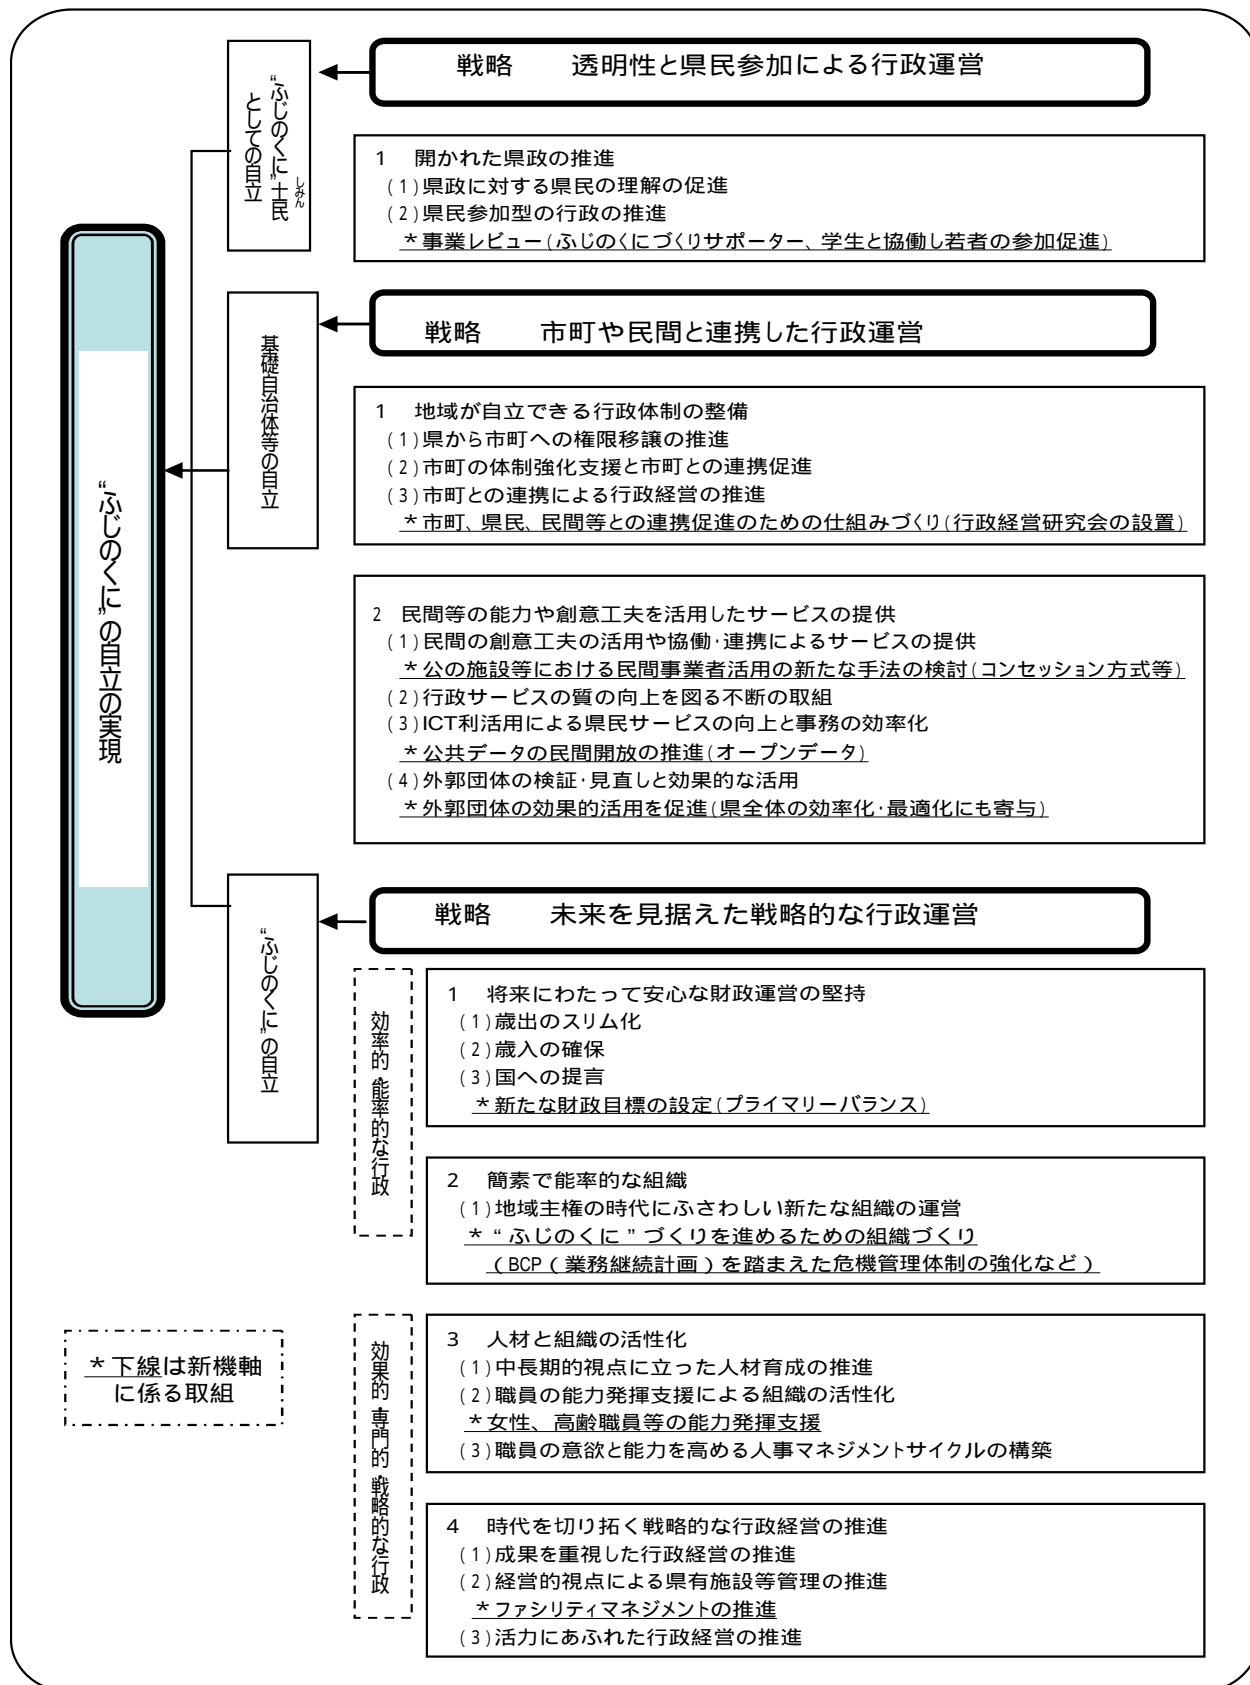 “ふじのくに”の自立の実現
“ふじのくに”士民
しみん
としての自立
戦略　　透明性と県民参加による行政運営
1　開かれた県政の推進
(1)県政に対する県民の理解の促進
(2)県民参加型の行政の推進
＊事業レビュー(ふじのくにづくりサポーター、学生と協働し若者の参加促進)
基礎自治体等の自立
戦略　　市町や民間と連携した行政運営
1　地域が自立できる行政体制の整備
(1)県から市町への権限移譲の推進
(2)市町の体制強化支援と市町との連携促進
(3)市町との連携による行政経営の推進
＊市町、県民、民間等との連携促進のための仕組みづくり(行政経営研究会の設置)
2　民間等の能力や創意工夫を活用したサービスの提供
(1)民間の創意工夫の活用や協働・連携によるサービスの提供
＊公の施設等における民間事業者活用の新たな手法の検討(コンセッション方式等)
(2)行政サービスの質の向上を図る不断の取組
(3)ICT利活用による県民サービスの向上と事務の効率化
＊公共データの民間開放の推進(オープンデータ)
(4)外郭団体の検証・見直しと効果的な活用
＊外郭団体の効果的活用を促進(県全体の効率化・最適化にも寄与)
“ふじのくに”の自立
戦略　　未来を見据えた戦略的な行政運営
効率的・能率的な行政
1　将来にわたって安心な財政運営の堅持
(1)歳出のスリム化
(2)歳入の確保
(3)国への提言
＊新たな財政目標の設定(プライマリーバランス)
2　簡素で能率的な組織
(1)地域主権の時代にふさわしい新たな組織の運営
＊“ふじのくに”づくりを進めるための組織づくり
(BCP(業務継続計画)を踏まえた危機管理体制の強化など)
効果的・専門的・戦略的な行政
3　人材と組織の活性化
(1)中長期的視点に立った人材育成の推進
(2)職員の能力発揮支援による組織の活性化
＊女性、高齢職員等の能力発揮支援
(3)職員の意欲と能力を高める人事マネジメントサイクルの構築
4　時代を切り拓く戦略的な行政経営の推進
(1)成果を重視した行政経営の推進
(2)経営的視点による県有施設等管理の推進
＊ファシリティマネジメントの推進
(3)活力にあふれた行政経営の推進
＊下線は新機軸
に係る取組